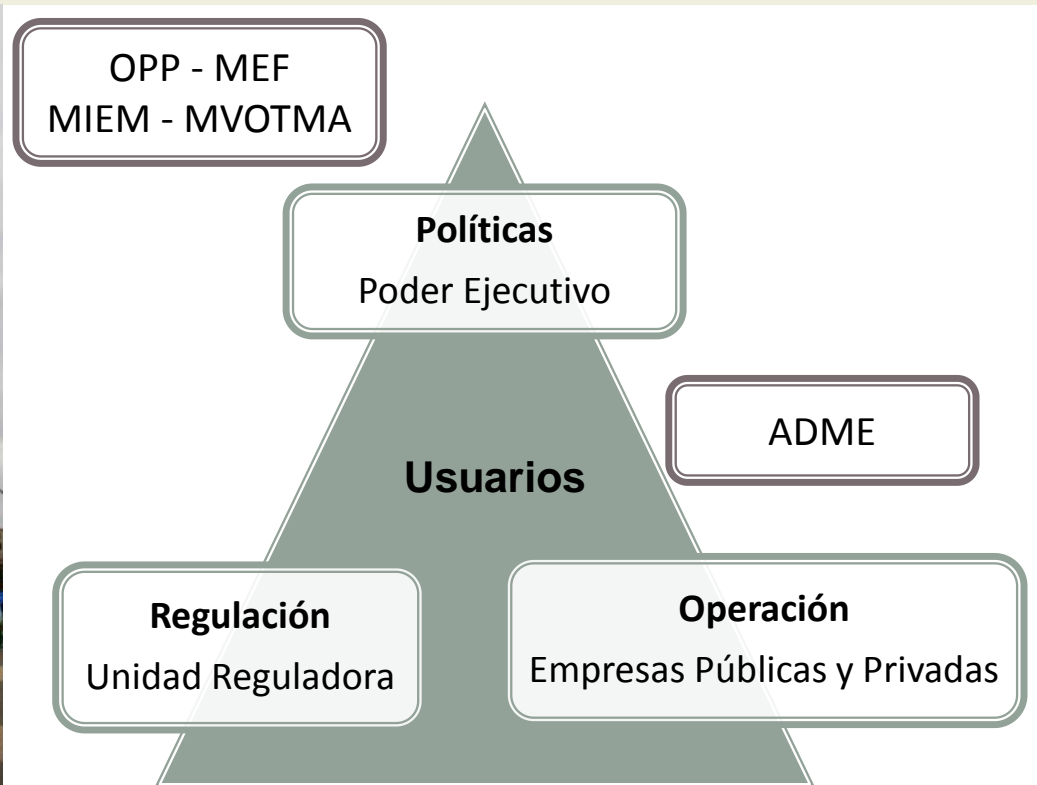 OPP - MEF
MIEM - MVOTMA
Políticas
Poder Ejecutivo
ADME
Usuarios
Regulación
Unidad Reguladora
Operación
Empresas Públicas y Privadas